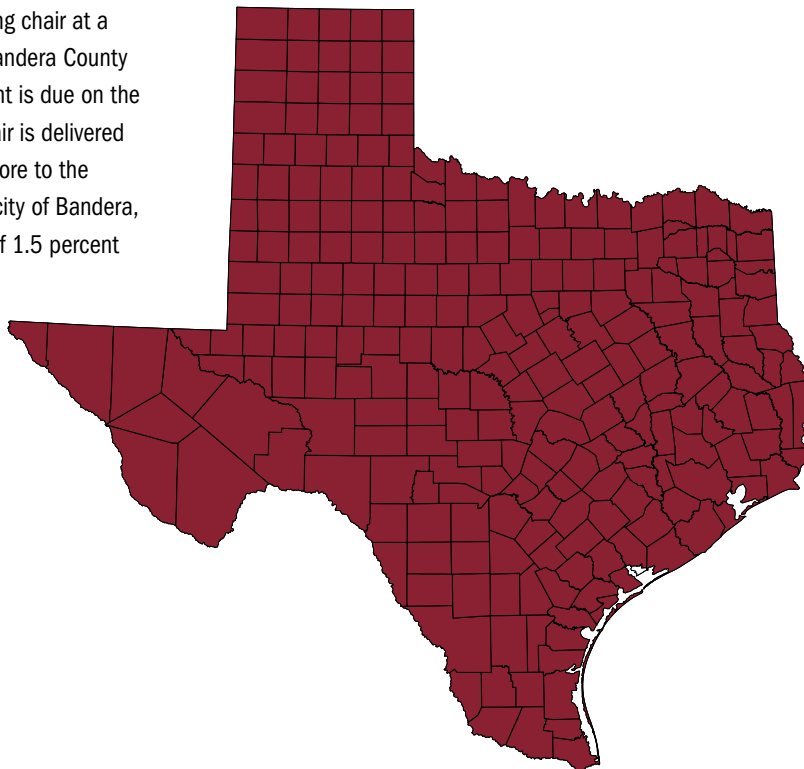 ng chair at a
andera County
nt is due on the
ir is delivered
ore to the
city of Bandera,
f 1.5 percent